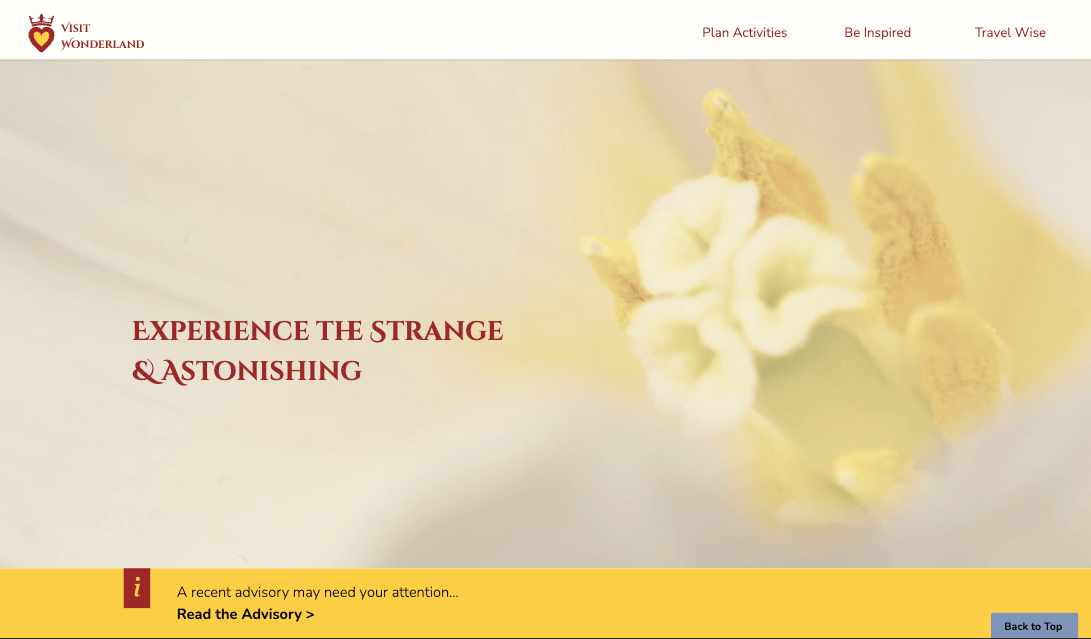 Visit
Wonderland
Plan Activities
Be Inspired
Travel Wise
Experience the Strange
& Astonishing
i
A recent advisory may need your attention...
Read the Advisory >
Back to Top